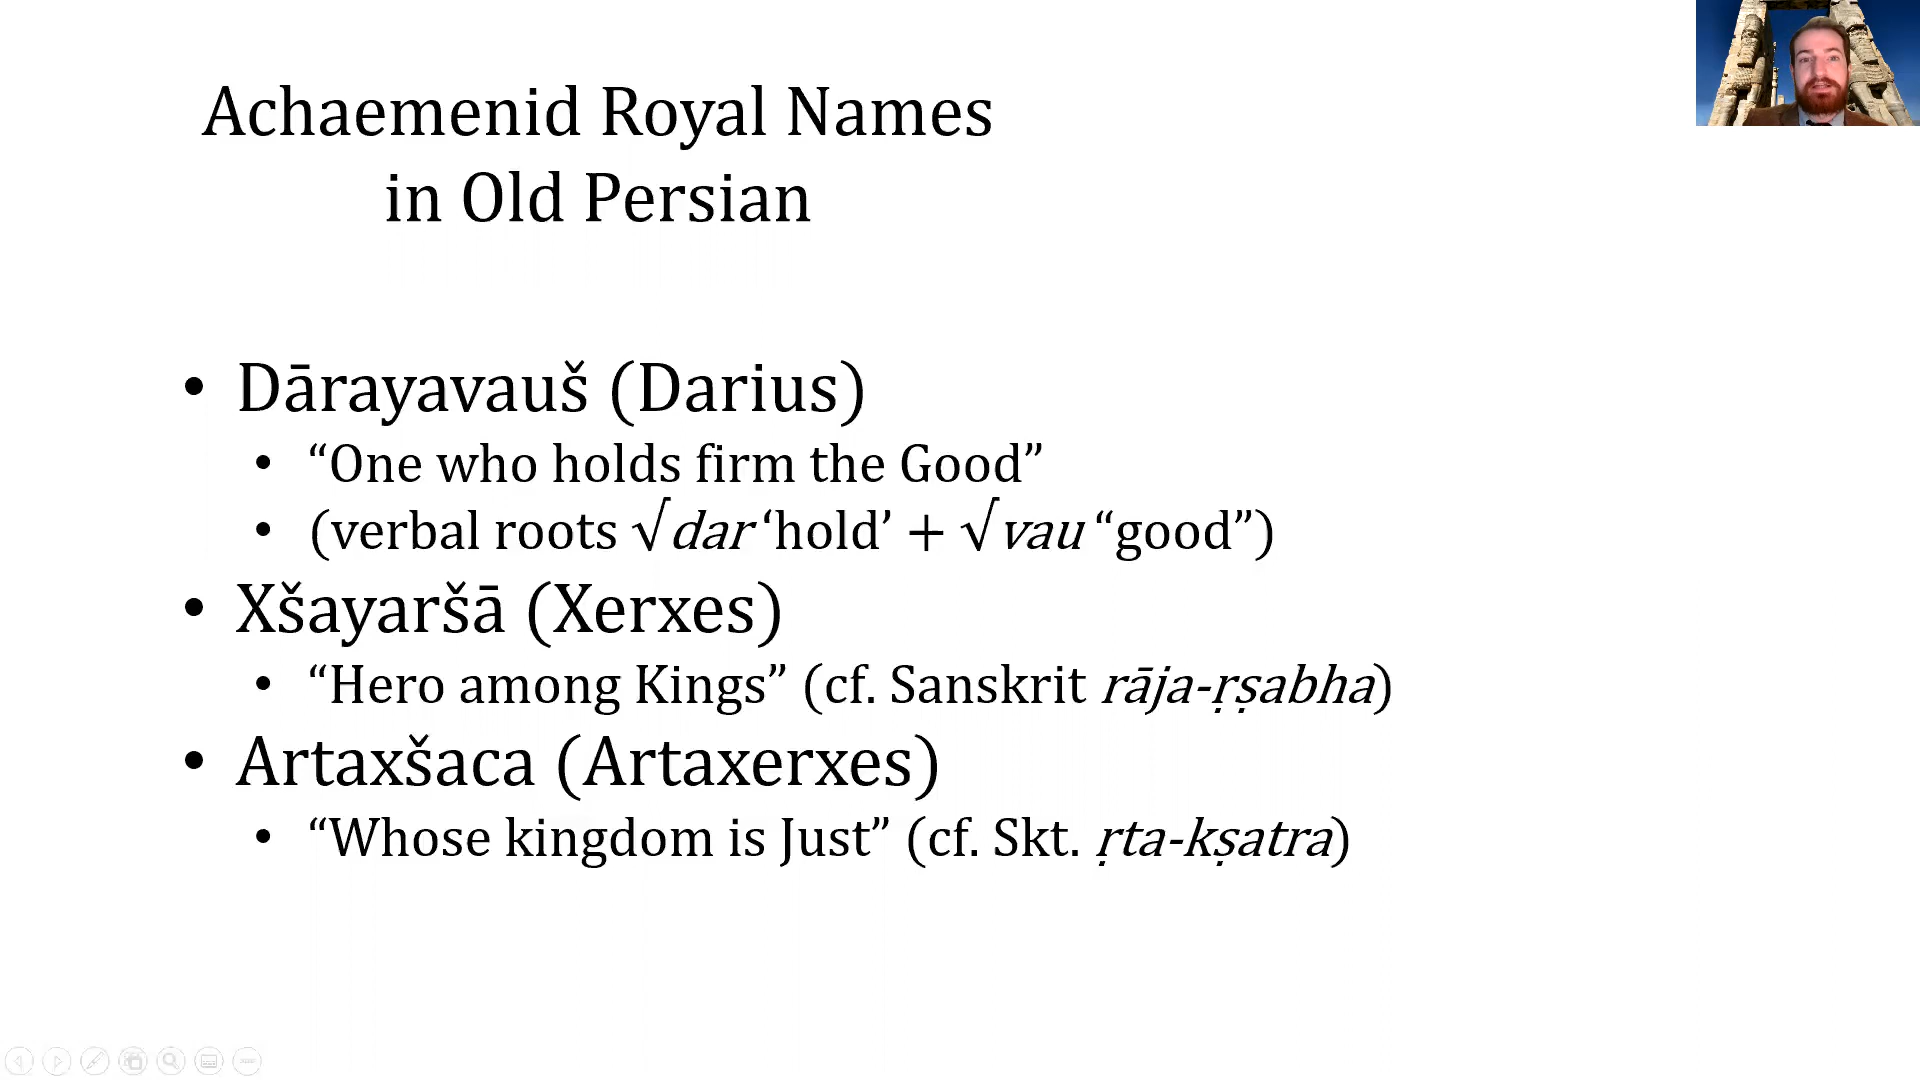 Achaemenid Royal Names
in Old Persian
• Dārayavauš (Darius)
• “One who holds firm the Good”
• (verbal roots √dar ‘hold’ + √vau “good”)
• Xšayaršā (Xerxes)
• “Hero among Kings” (cf. Sanskrit rāja-ṛṣabha)
• Artaxšaca (Artaxerxes)
• “Whose kingdom is Just” (cf. Skt. ṛta-kṣatra)